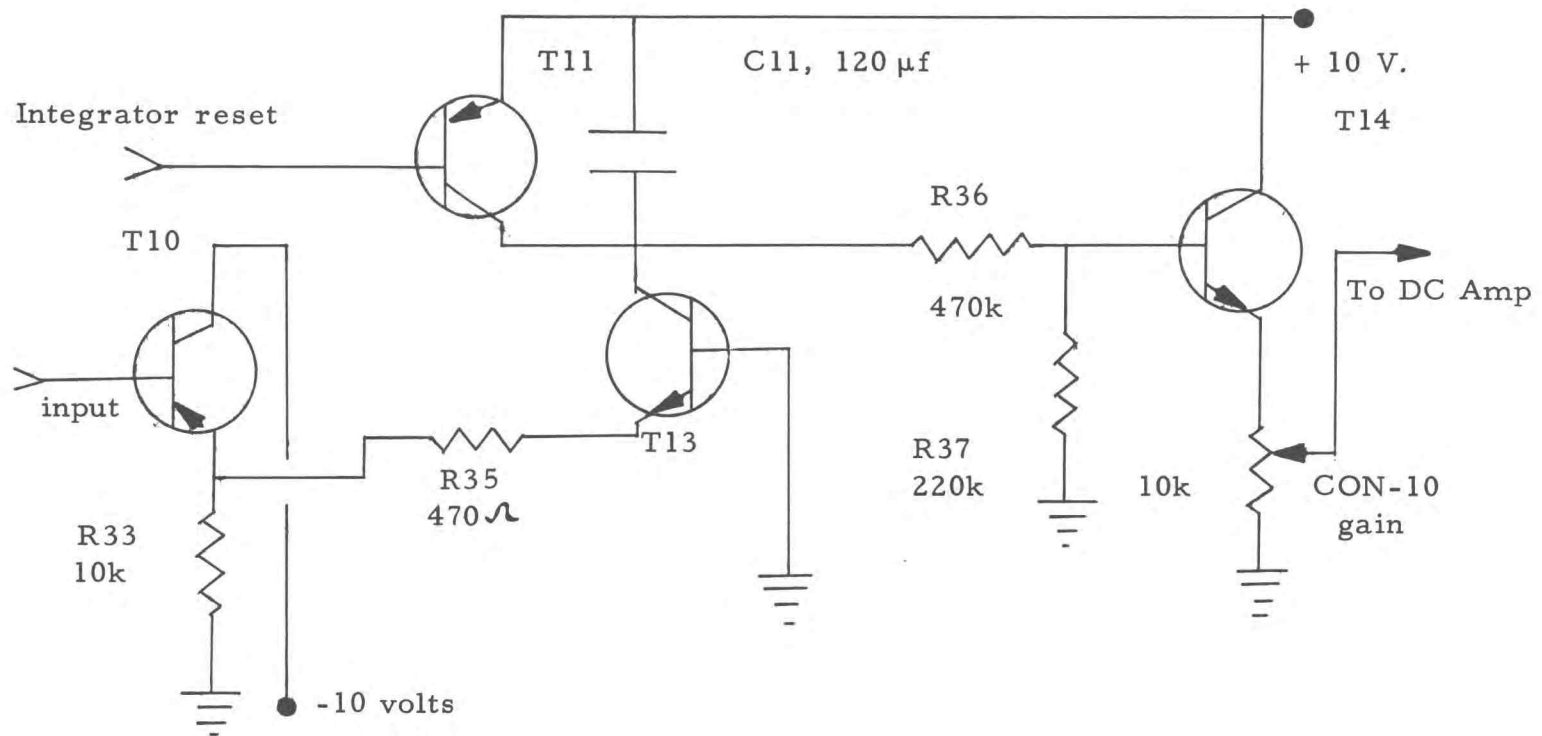 T11
C11, 120 μf
+ 10 V.
T14
Integrator reset
R36
T10
470k
To DC Amp
input
T13
R35
470 Ω
R37
220k
10k
CON-10
gain
R33
10k
-10 volts